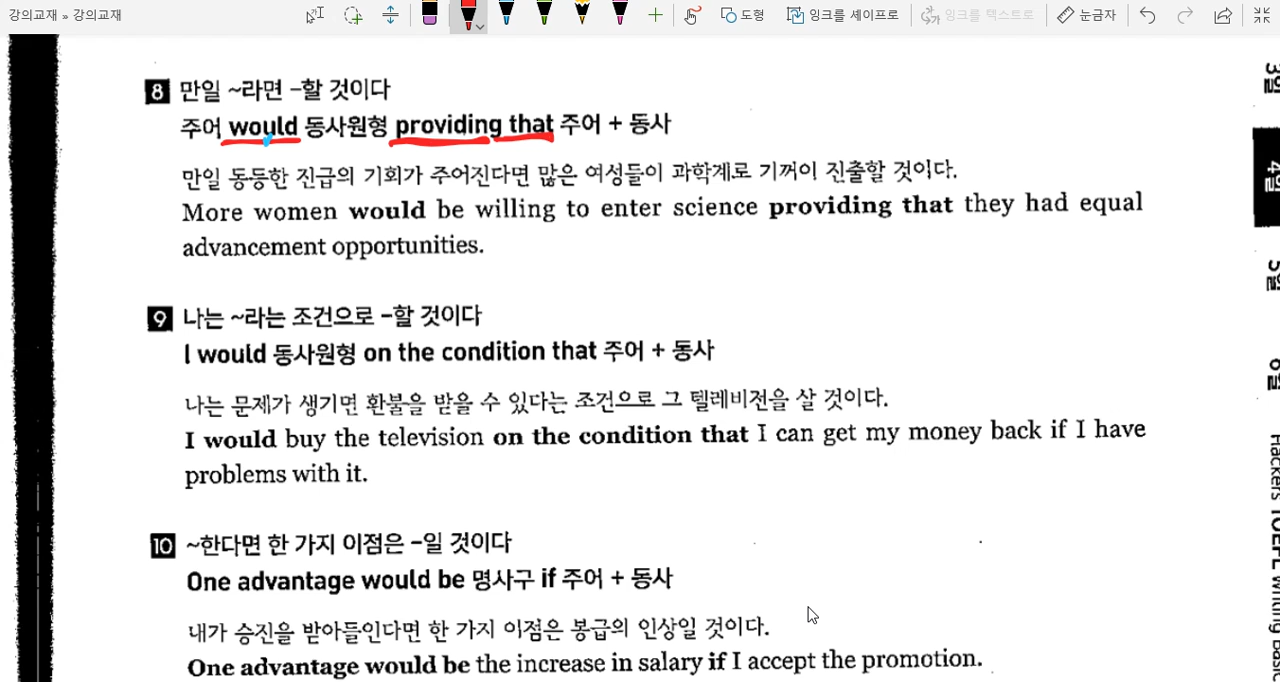 강의교재 » 강의교재
도형
잉크를 셰이프로
잉크를 텍스트로
눈금자
8 만일 ~라면 -할 것이다
주어 would 동사원형 providing that 주어 + 동사
만일 동등한 진급의 기회가 주어진다면 많은 여성들이 과학계로 기꺼이 진출할 것이다.
More women would be willing to enter science providing that they had equal
advancement opportunities.
9 나는 ~라는 조건으로 -할 것이다
I would 동사원형 on the condition that 주어 + 동사
나는 문제가 생기면 환불을 받을 수 있다는 조건으로 그 텔레비전을 살 것이다.
I would buy the television on the condition that I can get my money back if I have
problems with it.
10 ~한다면 한 가지 이점은 -일 것이다
One advantage would be 명사구 if 주어 + 동사
내가 승진을 받아들인다면 한 가지 이점은 봉급의 인상일 것이다.
One advantage would be the increase in salary if I accept the promotion.
3일
4일
5일
6일
Hackers TOEFL Writing Basic